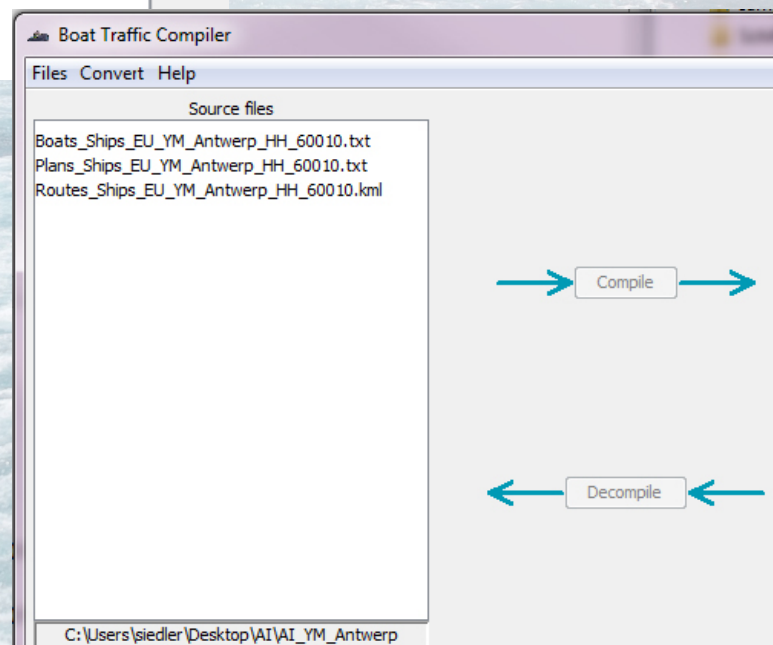 Boat Traffic Compiler
Files Convert Help
Source files
Boats_Ships_EU_YM_Antwerp_HH_60010.txt
Plans_Ships_EU_YM_Antwerp_HH_60010.txt
Routes_Ships_EU_YM_Antwerp_HH_60010.kml
Compile
Decompile
C:\Users\siedler\Desktop\AI\AI_YM_Antwerp